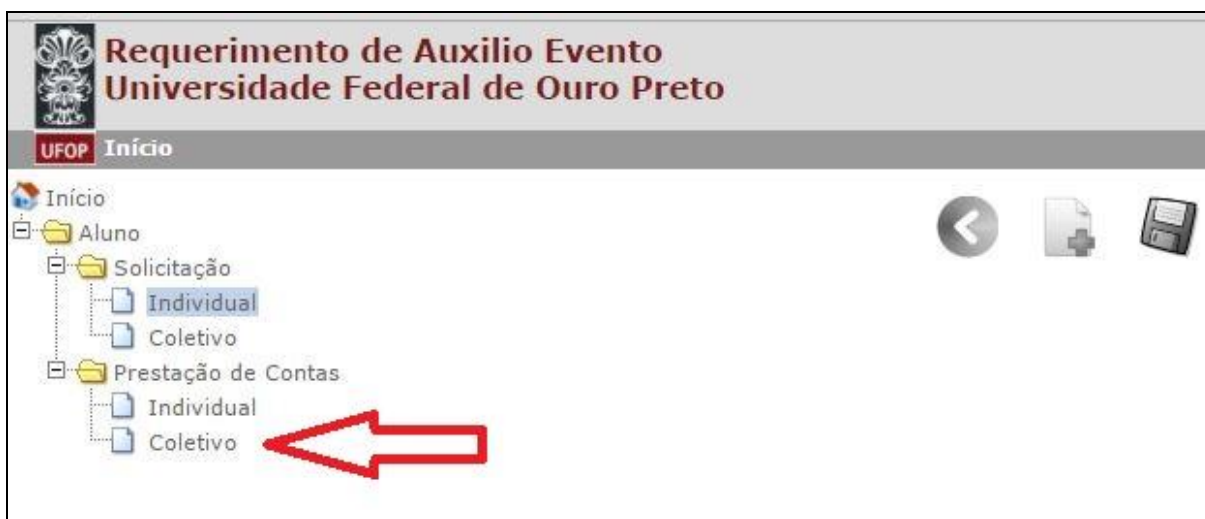 Requerimento de Auxilio Evento
Universidade Federal de Ouro Preto
UFOP Início
Início
Aluno
Solicitação
Individual
Coletivo
Prestação de Contas
Individual
Coletivo